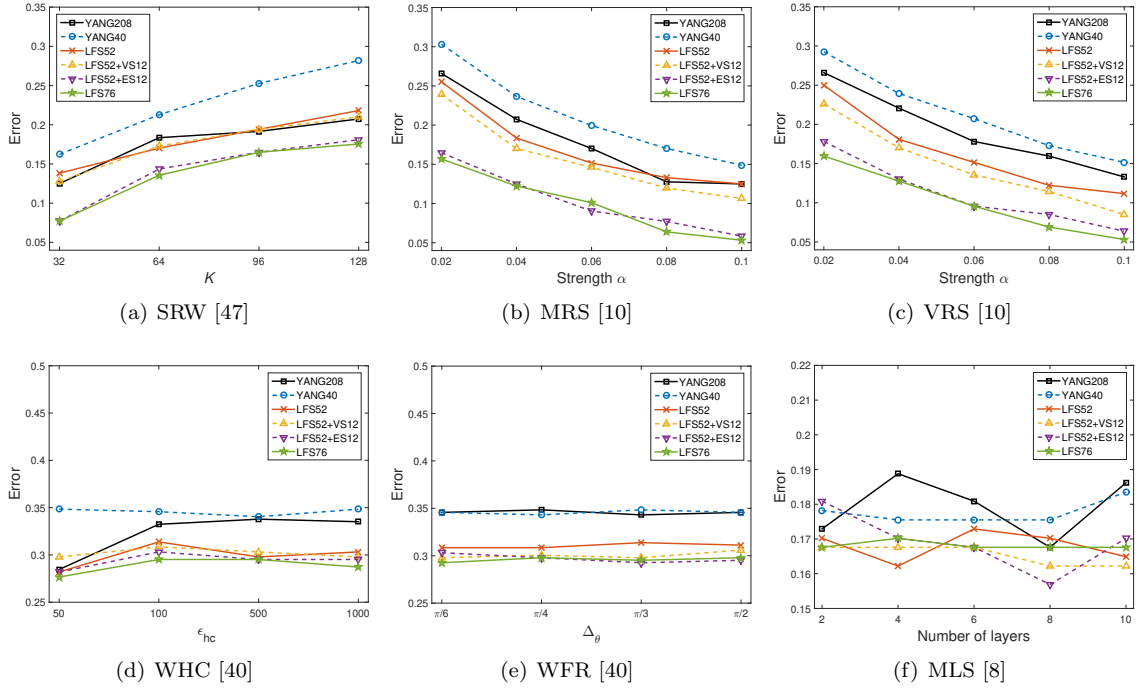 0.35
0.3
0.25
0.2
0.15
0.1
0.05
Error
32 64 96 128
K
YANG208
YANG40
LFS52
LFS52+VS12
LFS52+ES12
LFS76
(a) SRW [47]
0.35
0.3
0.25
0.2
0.15
0.1
0.05
Error
0.02 0.04 0.06 0.08 0.1
Strength α
YANG208
YANG40
LFS52
LFS52+VS12
LFS52+ES12
LFS76
(b) MRS [10]
0.35
0.3
0.25
0.2
0.15
0.1
0.05
Error
0.02 0.04 0.06 0.08 0.1
Strength α
YANG208
YANG40
LFS52
LFS52+VS12
LFS52+ES12
LFS76
(c) VRS [10]
0.5
0.45
0.4
0.35
0.3
0.25
Error
50 100 500 1000
ϵhc
YANG208
YANG40
LFS52
LFS52+VS12
LFS52+ES12
LFS76
(d) WHC [40]
0.5
0.45
0.4
0.35
0.3
0.25
Error
π/6 π/4 π/3 π/2
Δθ
YANG208
YANG40
LFS52
LFS52+VS12
LFS52+ES12
LFS76
(e) WFR [40]
0.22
0.21
0.2
0.19
0.18
0.17
0.16
0.15
Error
2 4 6 8 10
Number of layers
YANG208
YANG40
LFS52
LFS52+VS12
LFS52+ES12
LFS76
(f) MLS [8]